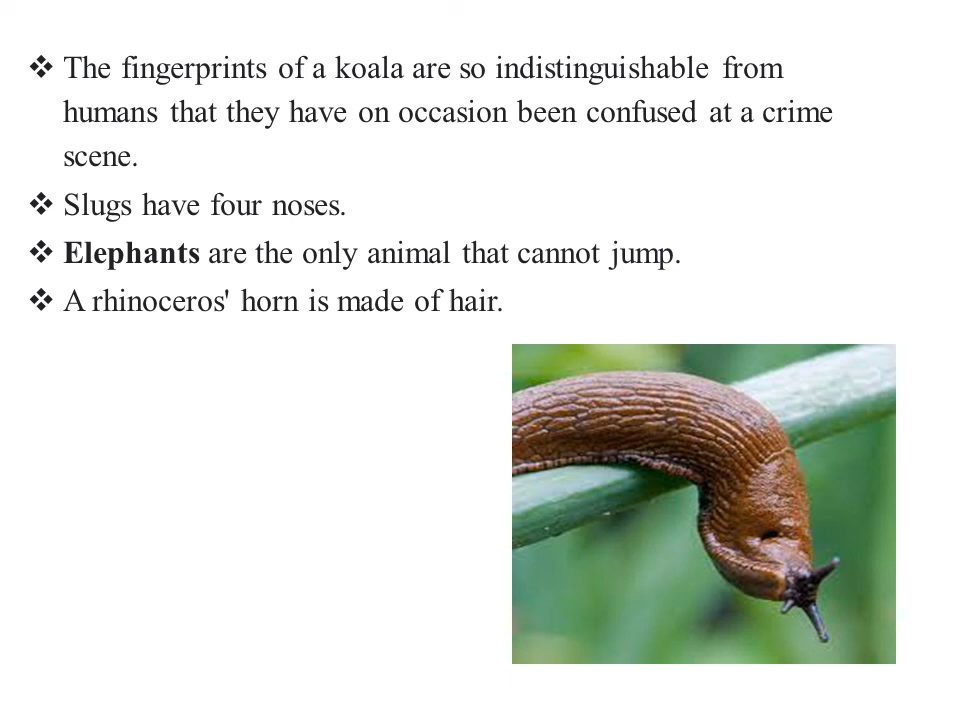 ❖ The fingerprints of a koala are so indistinguishable from
humans that they have on occasion been confused at a crime
scene.
❖ Slugs have four noses.
❖ Elephants are the only animal that cannot jump.
❖ A rhinoceros' horn is made of hair.